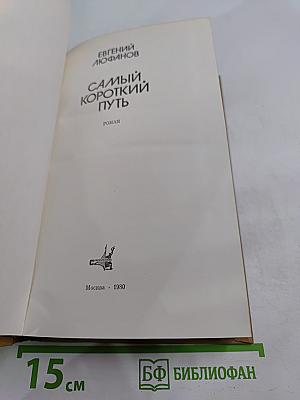 ЕВГЕНИЙ
ЛЮФАНОВ
САМЫЙ
КОРОТКИЙ
ПУТЬ
РОМАН
Москва · 1980
15 см
БФ БИБЛИОФАН